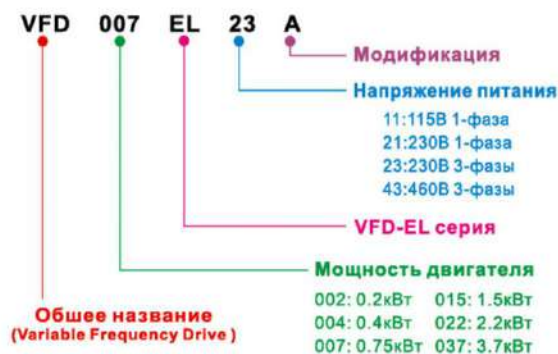 VFD 007 EL 23 A
Модификация
Напряжение питания
11:115В 1-фаза
21:230В 1-фаза
23:230В 3-фазы
43:460В 3-фазы
VFD-EL серия
Мощность двигателя
002: 0.2кВт 015: 1.5кВт
004: 0.4кВт 022: 2.2кВт
007: 0.75кВт 037: 3.7кВт
Обшее название
(Variable Frequency Drive )